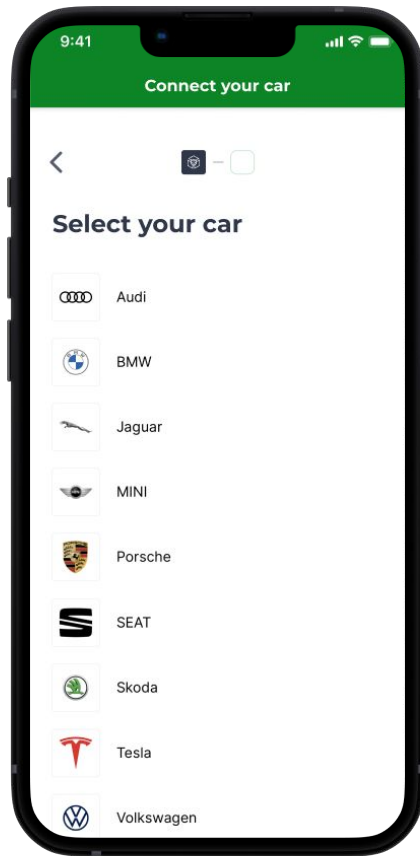 9:41
Connect your car
Select your car
Audi
BMW
Jaguar
MINI
Porsche
SEAT
Skoda
Tesla
Volkswagen